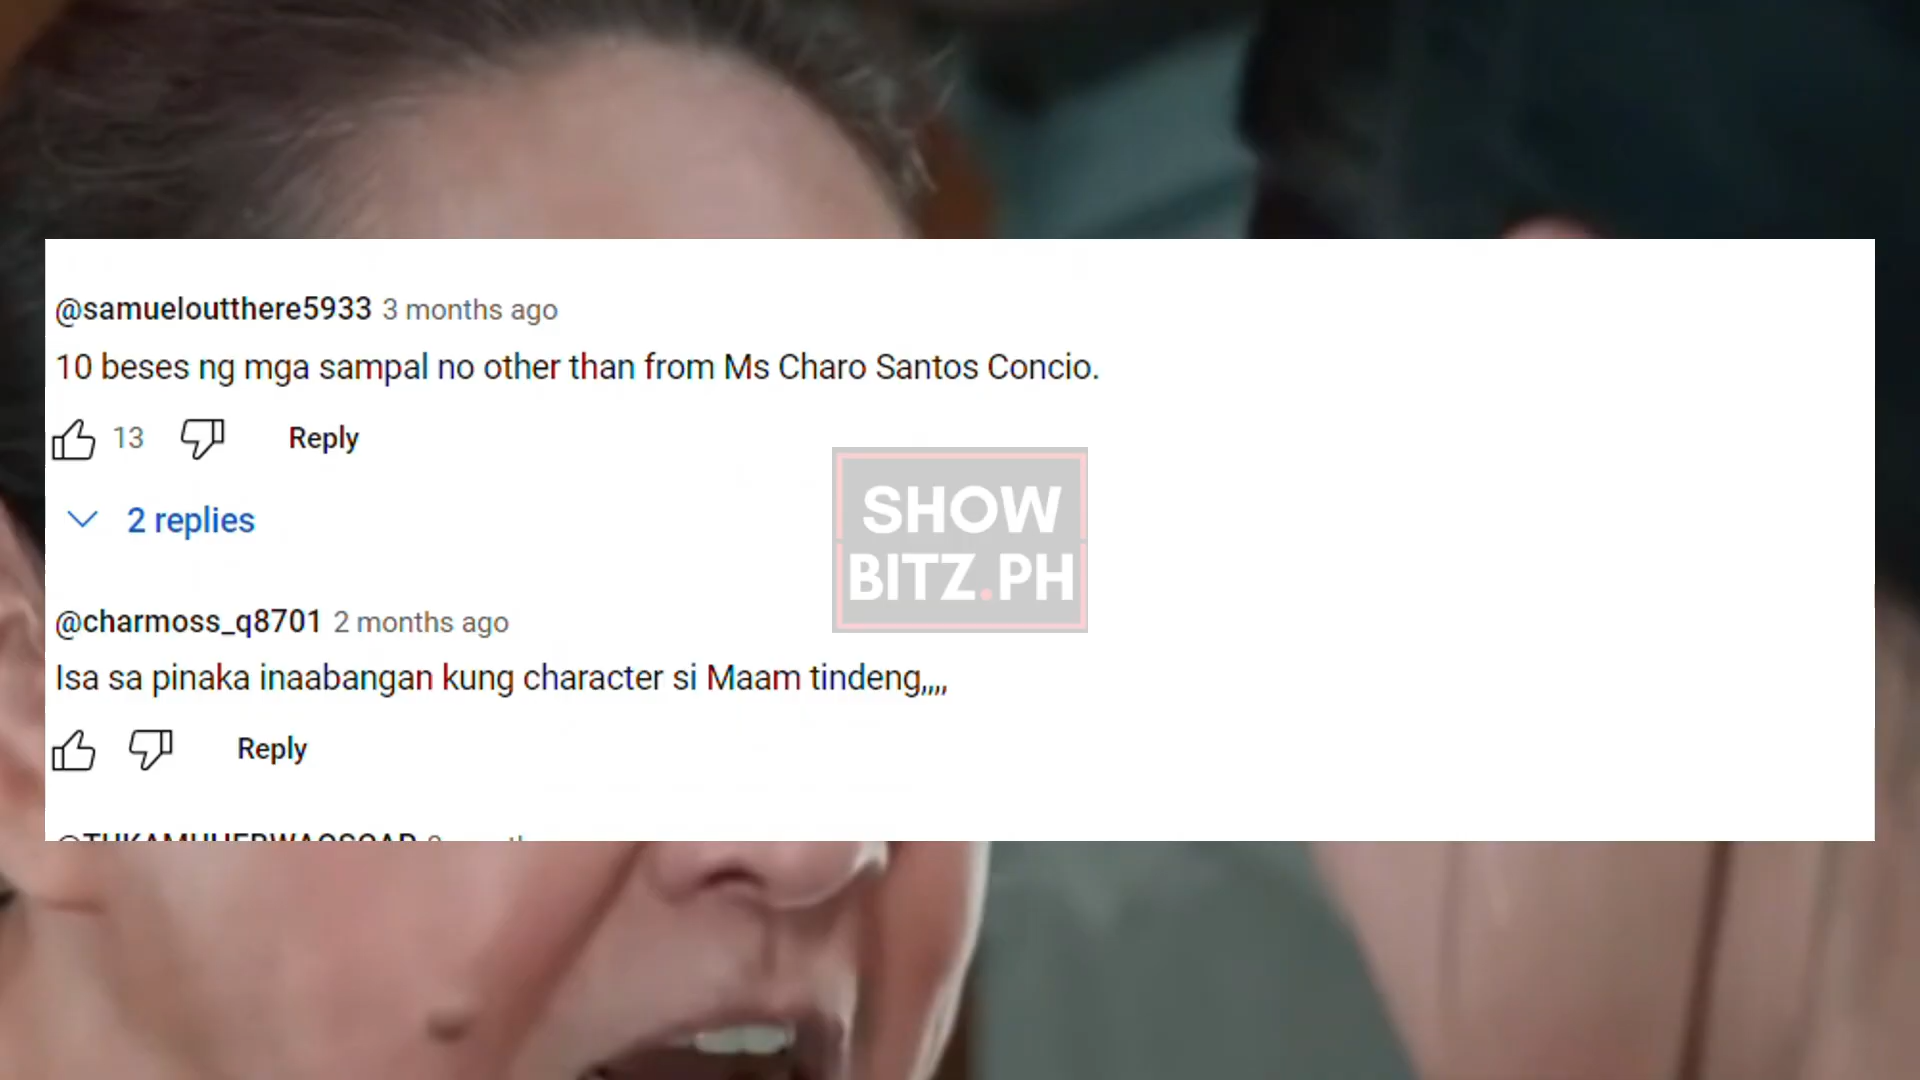 @samueloutthere5933 3 months ago
10 beses ng mga sampal no other than from Ms Charo Santos Concio.
13 Reply
2 replies
SHOW
BITZ.PH
@charmoss_q8701 2 months ago
Isa sa pinaka inaabangan kung character si Maam tindeng,,,,
Reply